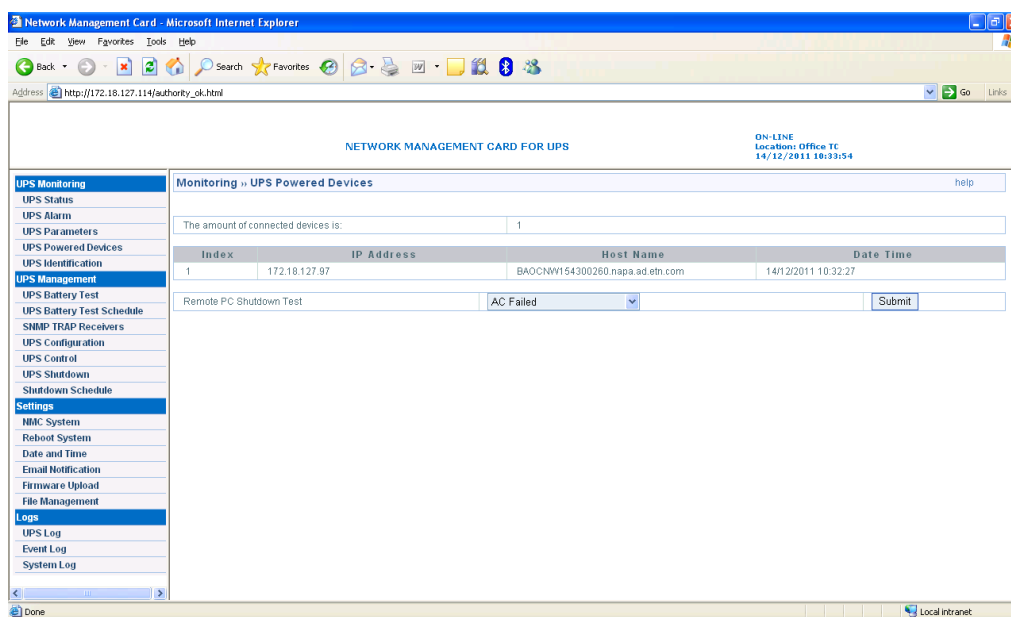 Network Management Card - Microsoft Internet Explorer
File Edit View Favorites Tools Help
Back Search Favorites
Address http://172.18.127.114/authority_ok.html Go Links
NETWORK MANAGEMENT CARD FOR UPS
ON-LINE
Location: Office TC
14/12/2011 10:33:54
UPS Monitoring
UPS Status
UPS Alarm
UPS Parameters
UPS Powered Devices
UPS Identification
UPS Management
UPS Battery Test
UPS Battery Test Schedule
SNMP TRAP Receivers
UPS Configuration
UPS Control
UPS Shutdown
Shutdown Schedule
Settings
NMC System
Reboot System
Date and Time
Email Notification
Firmware Upload
File Management
Logs
UPS Log
Event Log
System Log
Monitoring » UPS Powered Devices help
The amount of connected devices is: 1
Index IP Address Host Name Date Time
1 172.18.127.97 BAOCNW154300260.napa.ad.etn.com 14/12/2011 10:32:27
Remote PC Shutdown Test AC Failed Submit
Done Local intranet